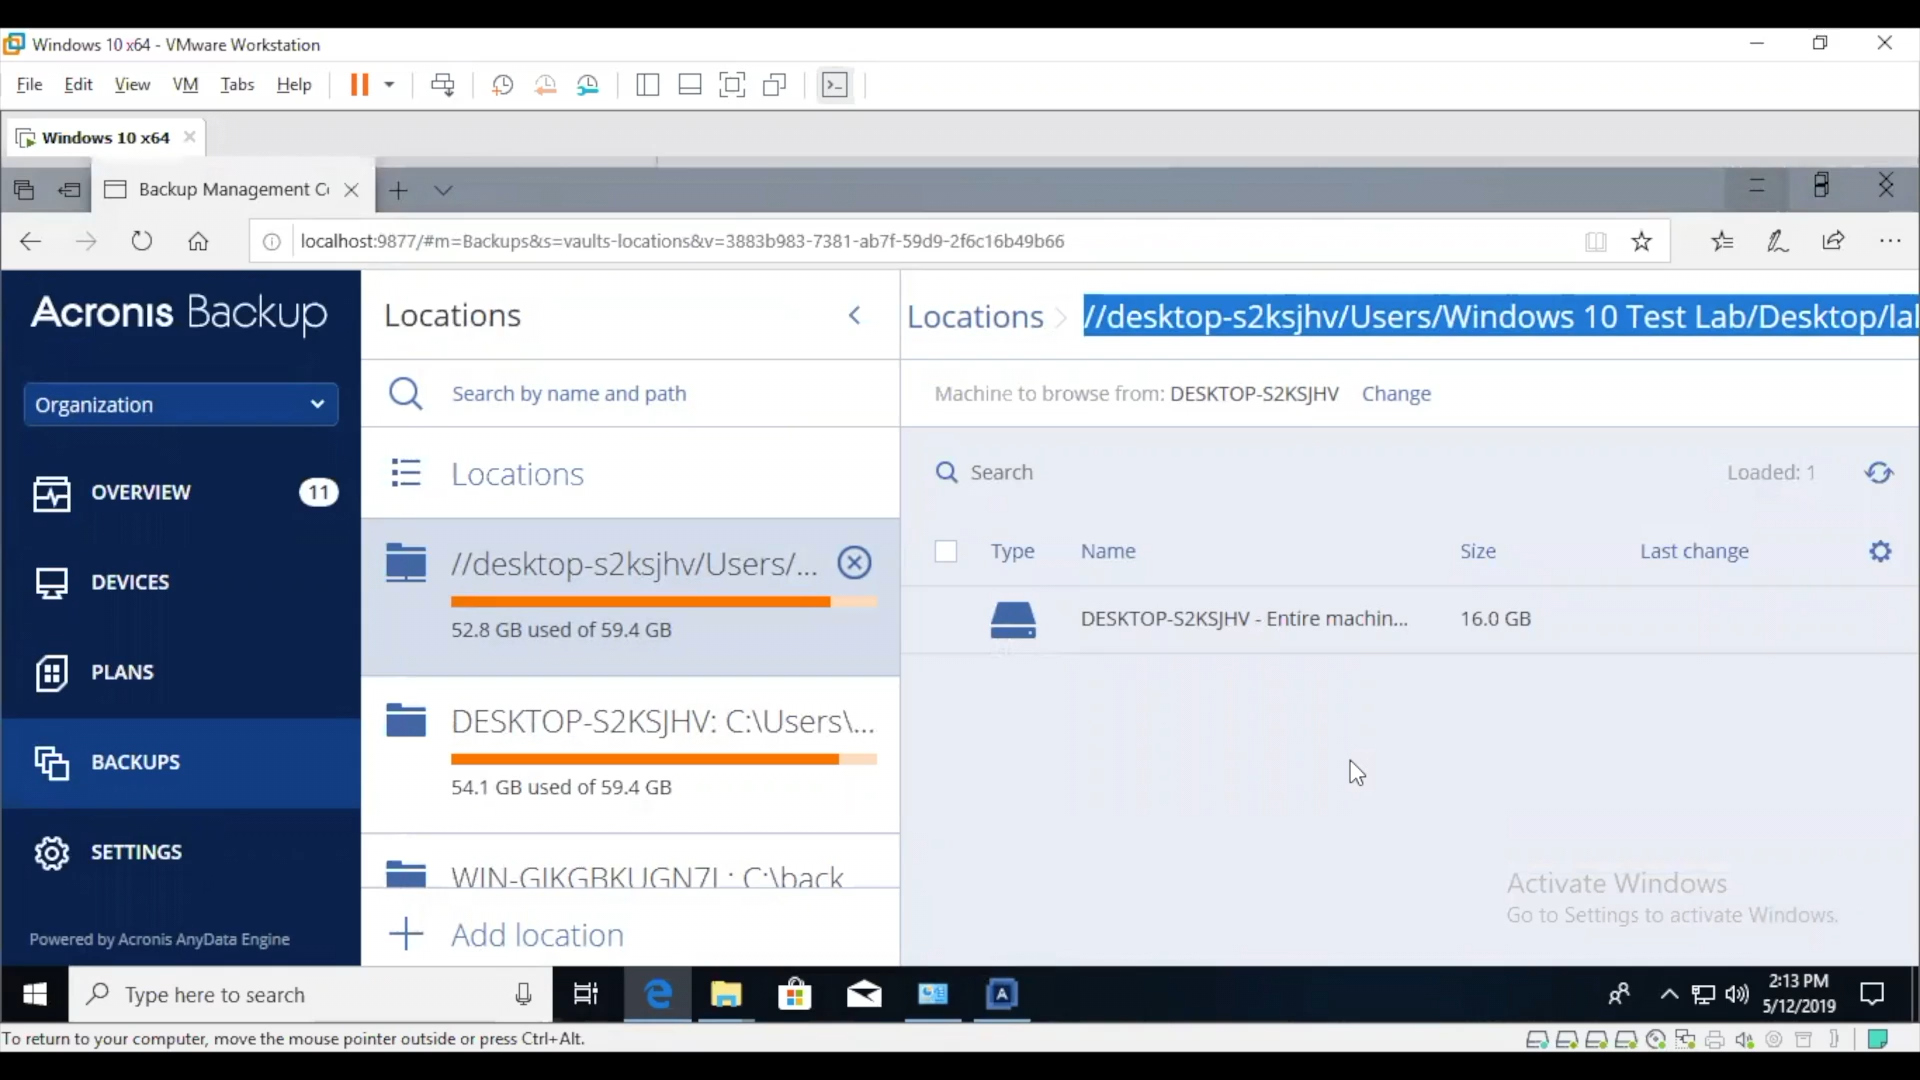 Windows 10 x64 - VMware Workstation
File Edit View VM Tabs Help
Windows 10 x64
Backup Management Cc
localhost:9877/#m=Backups&s=vaults-locations&v=3883b983-7381-ab7f-59d9-2f6c16b49b66
Acronis Backup
Organization
OVERVIEW 11
DEVICES
PLANS
BACKUPS
SETTINGS
Powered by Acronis AnyData Engine
Locations
Search by name and path
Locations
//desktop-s2ksjhv/Users/...
52.8 GB used of 59.4 GB
DESKTOP-S2KSJHV: C:\Users\...
54.1 GB used of 59.4 GB
WIN-GIKGBKUGN7L: C:\back
Add location
Locations //desktop-s2ksjhv/Users/Windows 10 Test Lab/Desktop/lal
Machine to browse from: DESKTOP-S2KSJHV Change
Search Loaded: 1
Type Name Size Last change
DESKTOP-S2KSJHV - Entire machin... 16.0 GB
Activate Windows
Go to Settings to activate Windows.
Type here to search
2:13 PM
5/12/2019
To return to your computer, move the mouse pointer outside or press Ctrl+Alt.